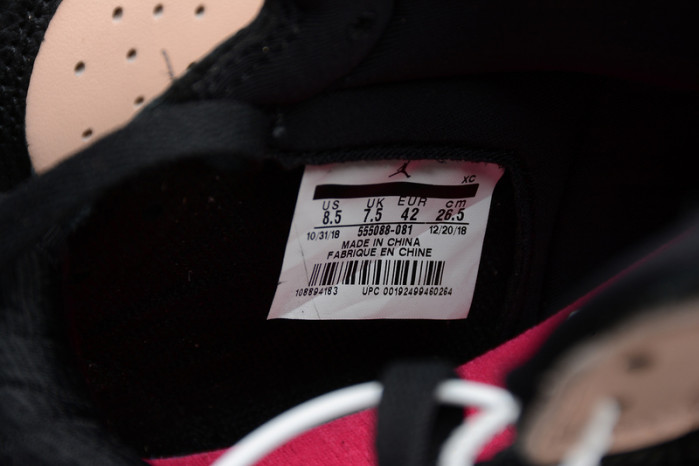 XC
US UK EUR cm
8.5 7.5 42 26.5
10/31/18 555088-081 12/20/18
MADE IN CHINA
FABRIQUE EN CHINE
108894183 UPC 00192499460264